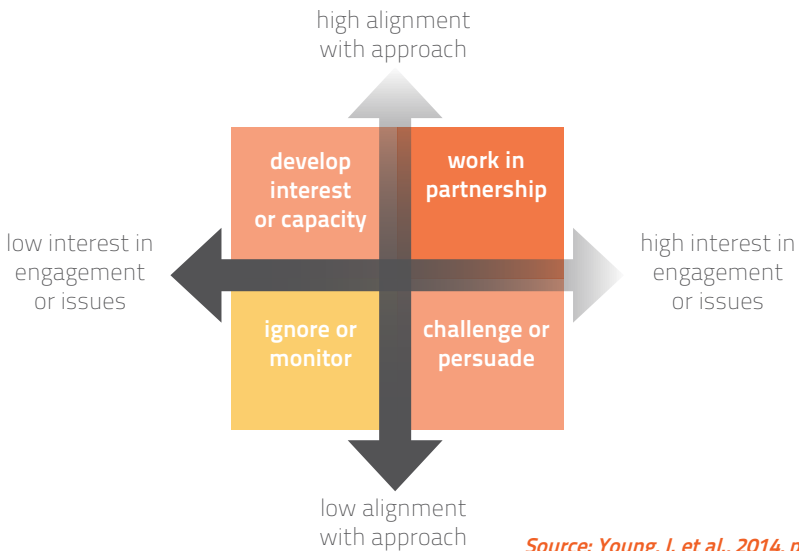 high alignment
with approach
develop
interest
or capacity
work in
partnership
low interest in
engagement
or issues
high interest in
engagement
or issues
ignore or
monitor
challenge or
persuade
low alignment
with approach
Source: Young, J. et al., 2014,